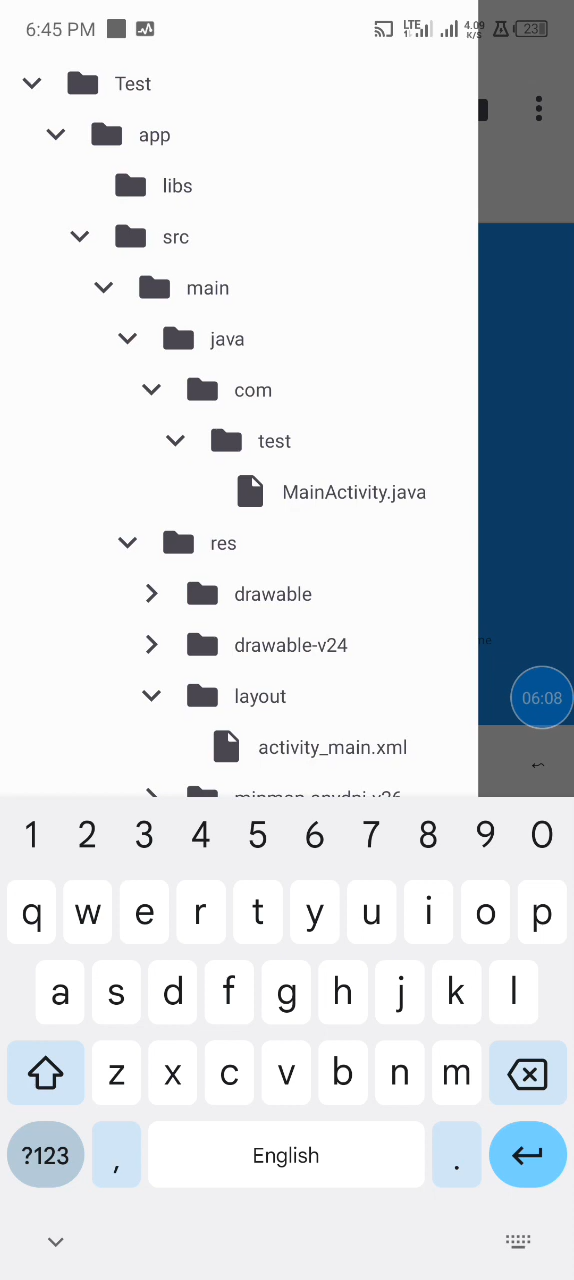 6:45 PM LTE 4.09 K/S 23
Test
app
libs
src
main
java
com
test
MainActivity.java
res
drawable
drawable-v24
layout
activity_main.xml
06:08
1 2 3 4 5 6 7 8 9 0
q w e r t y u i o p
a s d f g h j k l
z x c v b n m
?123 , English .